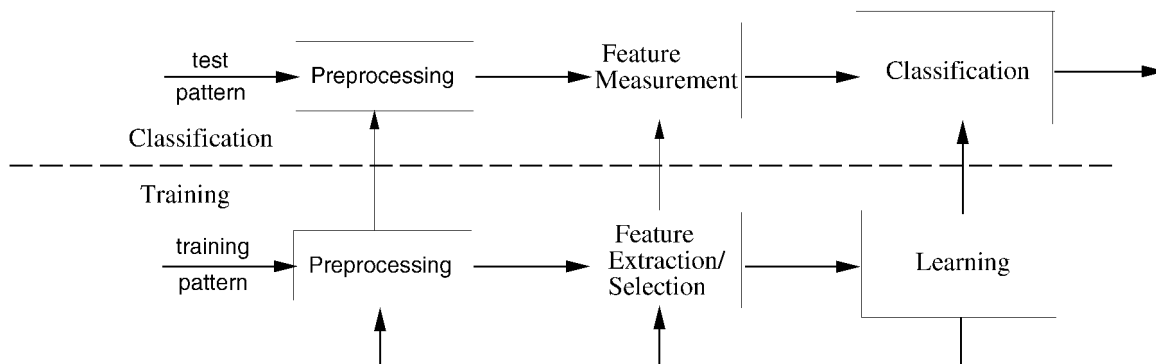 test
pattern
Preprocessing
Feature
Measurement
Classification
Classification
Training
training
pattern
Preprocessing
Feature
Extraction/
Selection
Learning